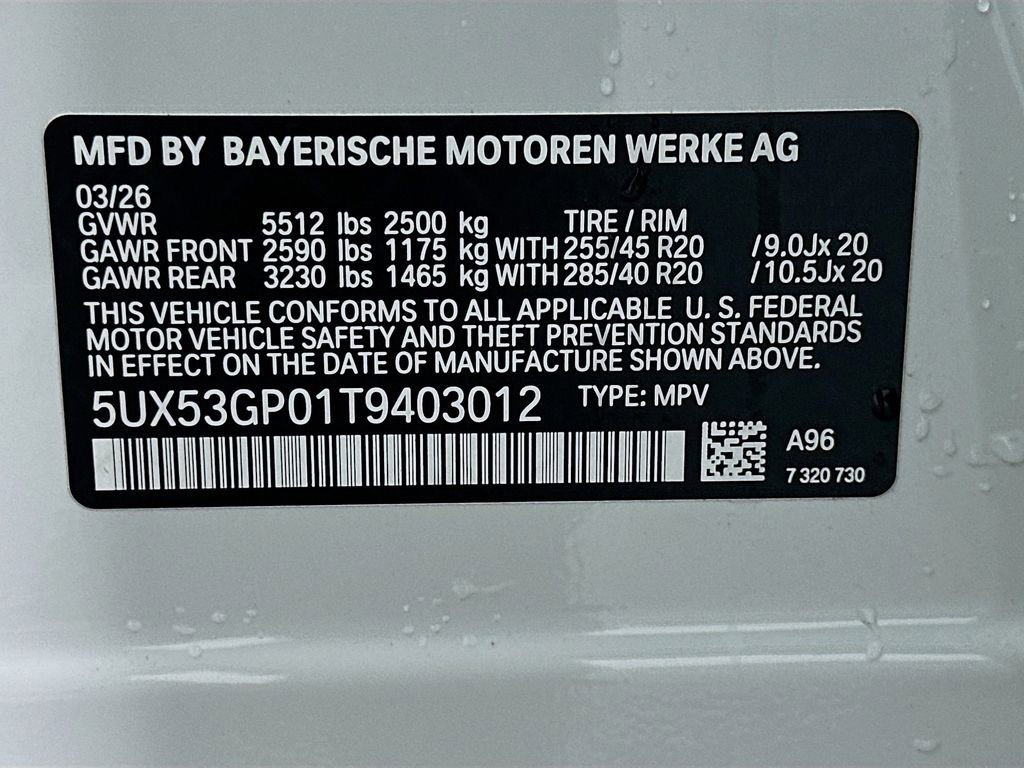 MFD BY BAYERISCHE MOTOREN WERKE AG
03/26
GVWR 5512 lbs 2500 kg TIRE / RIM
GAWR FRONT 2590 lbs 1175 kg WITH 255/45 R20 /9.0Jx 20
GAWR REAR 3230 lbs 1465 kg WITH 285/40 R20 /10.5Jx 20
THIS VEHICLE CONFORMS TO ALL APPLICABLE U. S. FEDERAL
MOTOR VEHICLE SAFETY AND THEFT PREVENTION STANDARDS
IN EFFECT ON THE DATE OF MANUFACTURE SHOWN ABOVE.
5UX53GP01T9403012 TYPE: MPV
A96
7 320 730